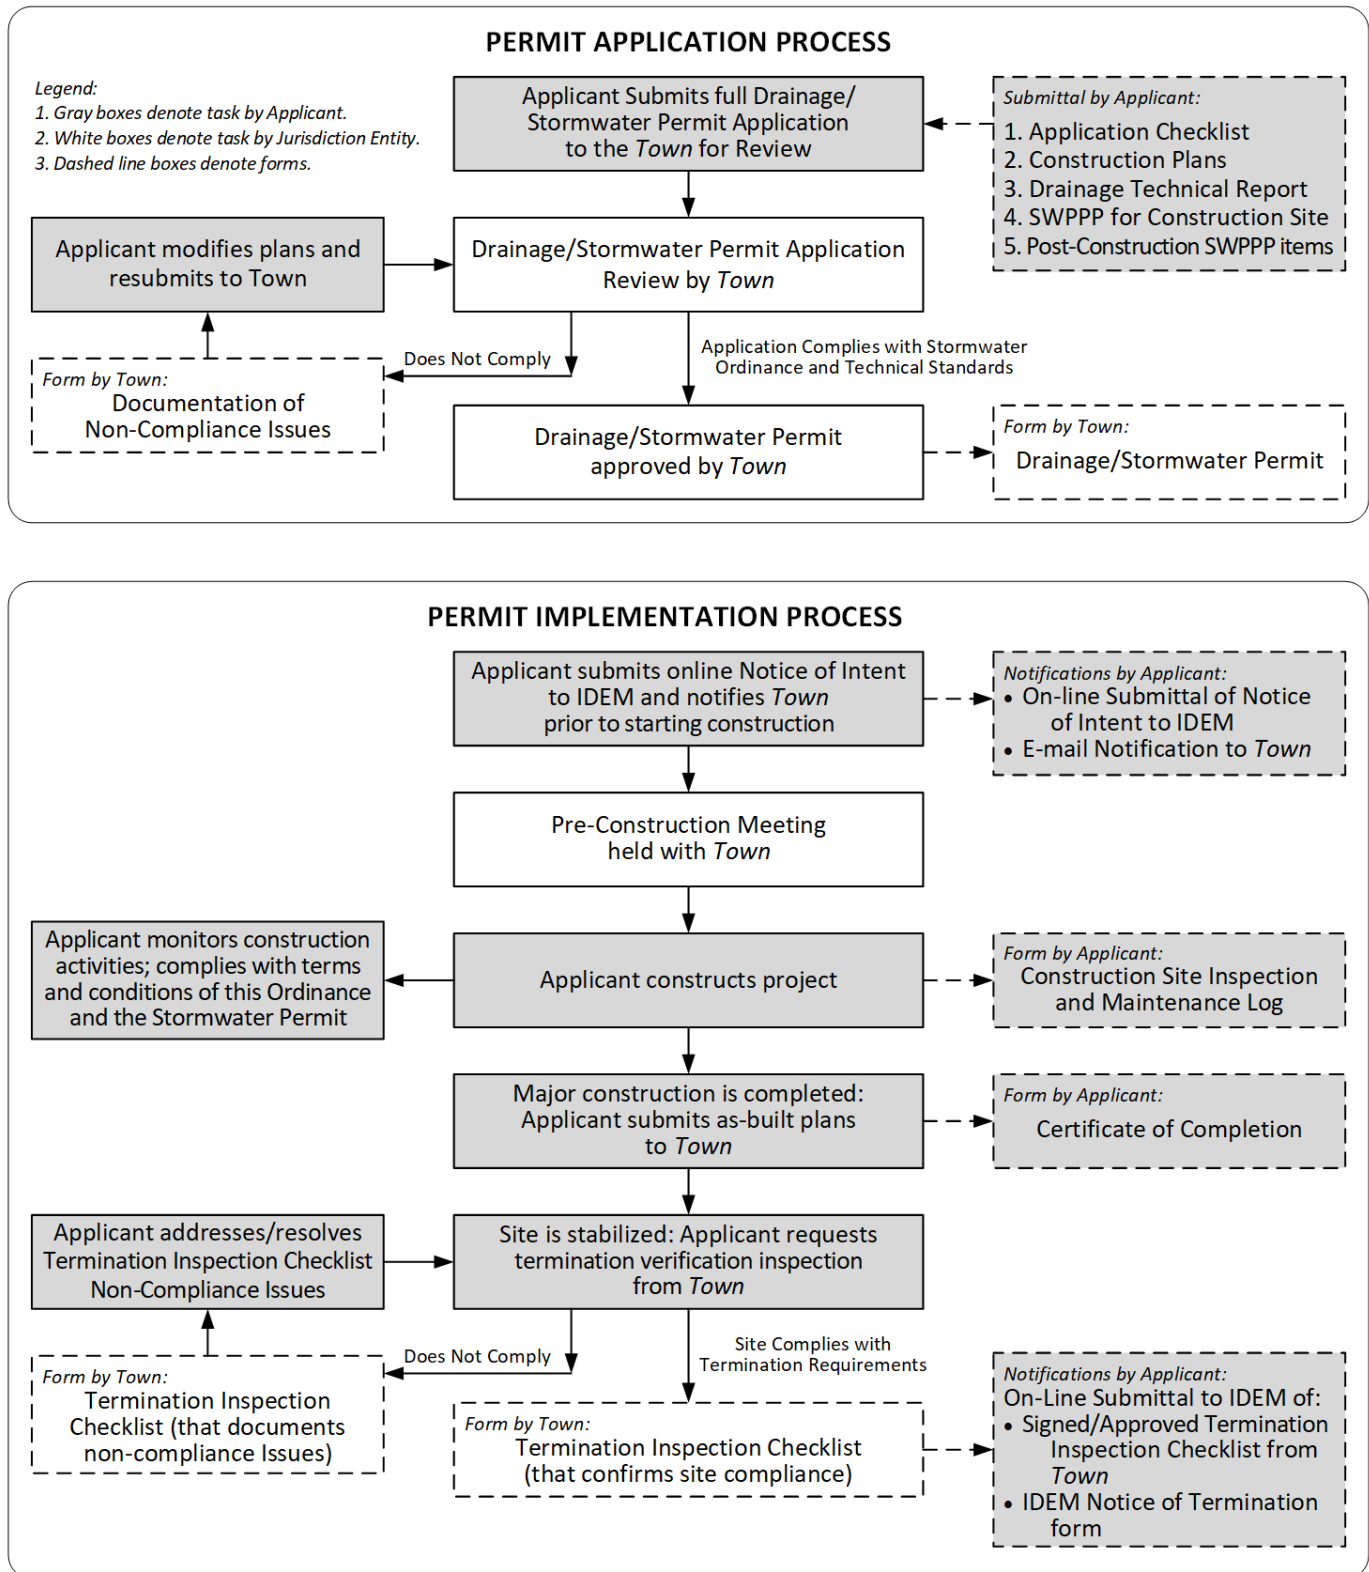 PERMIT APPLICATION PROCESS
Legend:
1. Gray boxes denote task by Applicant.
2. White boxes denote task by Jurisdiction Entity.
3. Dashed line boxes denote forms.
Applicant Submits full Drainage/
Stormwater Permit Application
to the Town for Review
Submittal by Applicant:
1. Application Checklist
2. Construction Plans
3. Drainage Technical Report
4. SWPPP for Construction Site
5. Post-Construction SWPPP items
Applicant modifies plans and
resubmits to Town
Drainage/Stormwater Permit Application
Review by Town
Does Not Comply
Application Complies with Stormwater
Ordinance and Technical Standards
Form by Town:
Documentation of
Non-Compliance Issues
Drainage/Stormwater Permit
approved by Town
Form by Town:
Drainage/Stormwater Permit
PERMIT IMPLEMENTATION PROCESS
Applicant submits online Notice of Intent
to IDEM and notifies Town
prior to starting construction
Notifications by Applicant:
• On-line Submittal of Notice
of Intent to IDEM
• E-mail Notification to Town
Pre-Construction Meeting
held with Town
Applicant monitors construction
activities; complies with terms
and conditions of this Ordinance
and the Stormwater Permit
Applicant constructs project
Form by Applicant:
Construction Site Inspection
and Maintenance Log
Major construction is completed:
Applicant submits as-built plans
to Town
Form by Applicant:
Certificate of Completion
Applicant addresses/resolves
Termination Inspection Checklist
Non-Compliance Issues
Site is stabilized: Applicant requests
termination verification inspection
from Town
Does Not Comply
Site Complies with
Termination Requirements
Form by Town:
Termination Inspection
Checklist (that documents
non-compliance Issues)
Form by Town:
Termination Inspection Checklist
(that confirms site compliance)
Notifications by Applicant:
On-Line Submittal to IDEM of:
• Signed/Approved Termination
Inspection Checklist from
Town
• IDEM Notice of Termination
form